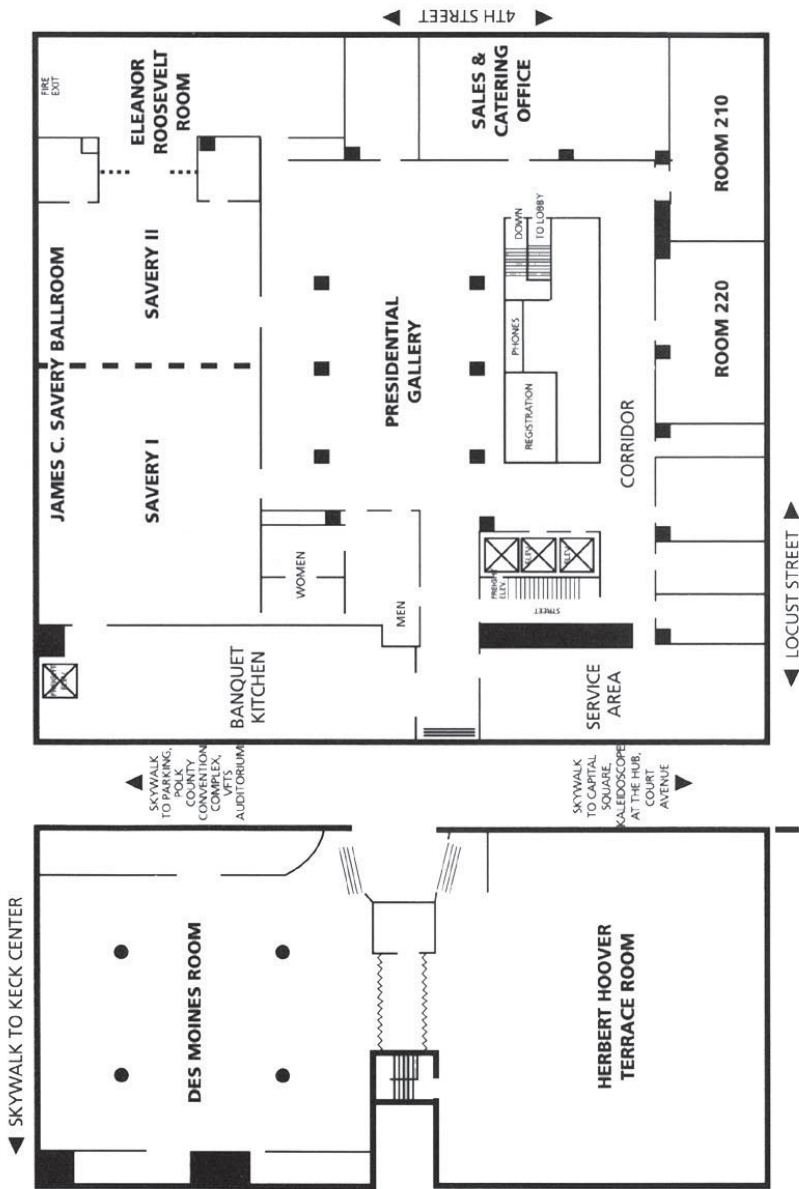 SKYWALK TO KECK CENTER
JAMES C. SAVERY BALLROOM
FIRE
EXIT
ELEANOR
ROOSEVELT
ROOM
SAVERY I
SAVERY II
DES MOINES ROOM
SKYWALK
TO PARKING,
POLK
COUNTY
CONVENTION
COMPLEX,
VFTS
AUDITORIUM
BANQUET
KITCHEN
WOMEN
MEN
PRESIDENTIAL
GALLERY
4TH STREET
SALES &
CATERING
OFFICE
FREIGHT
ELEV.
ELEV.
ELEV.
STREET
REGISTRATION
PHONES
DOWN
TO LOBBY
HERBERT HOOVER
TERRACE ROOM
SKYWALK
TO CAPITAL
SQUARE,
KALEIDOSCOPE
AT THE HUB,
COURT
AVENUE
SERVICE
AREA
CORRIDOR
ROOM 220
ROOM 210
LOCUST STREET